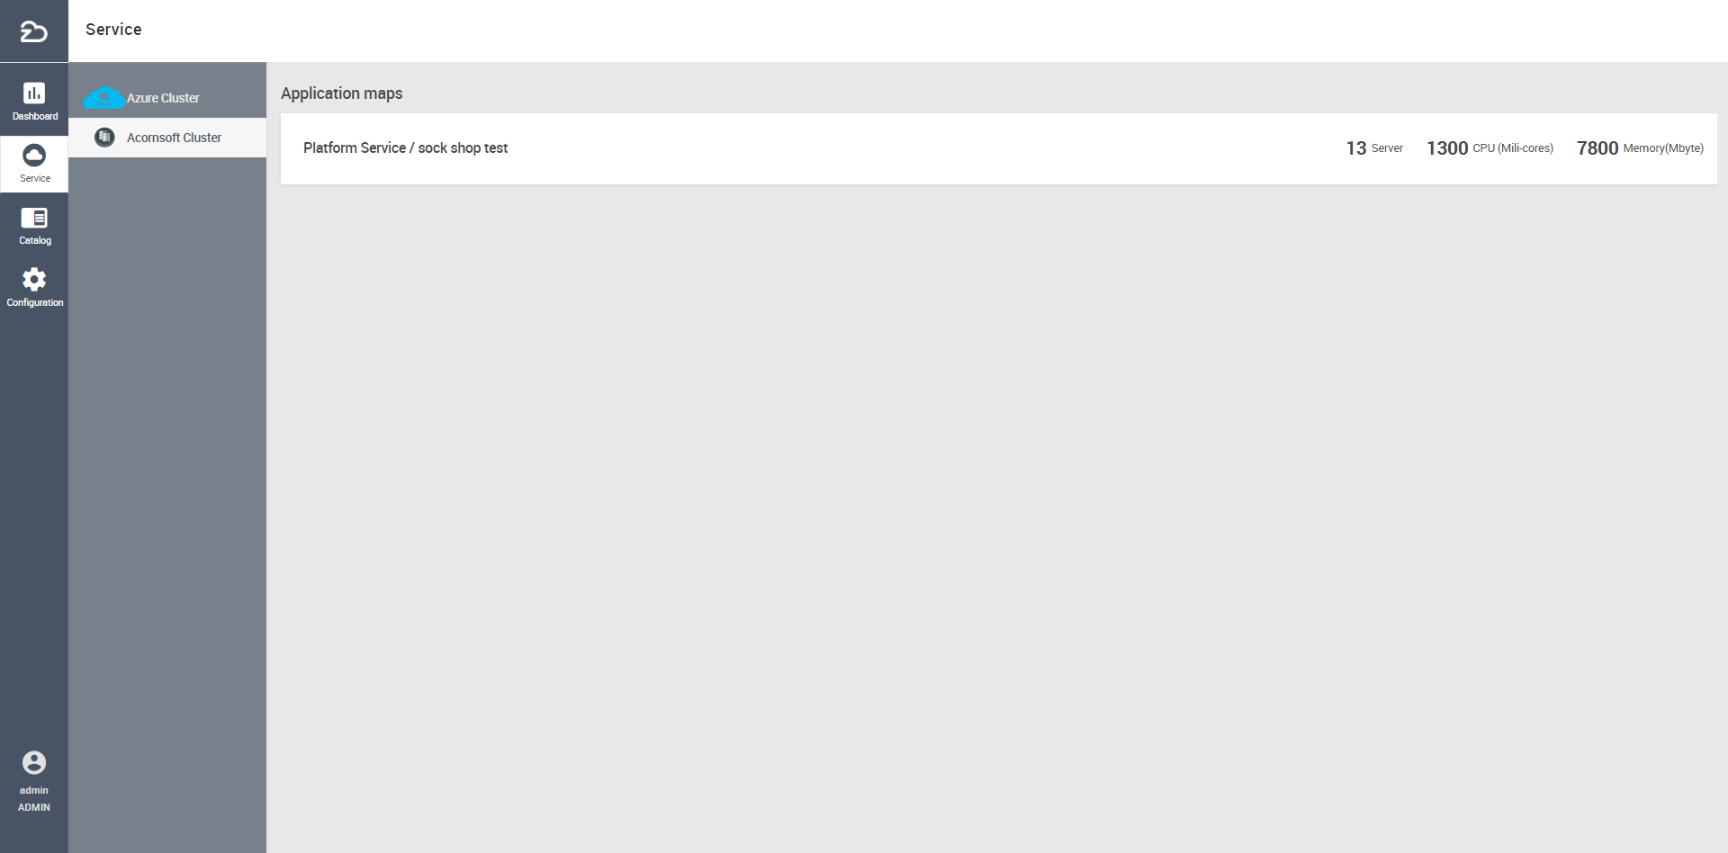 Service
Dashboard
Service
Catalog
Configuration
admin
ADMIN
Azure Cluster
Acornsoft Cluster
Application maps
Platform Service / sock shop test
13 Server 1300 CPU (Mili-cores) 7800 Memory(Mbyte)